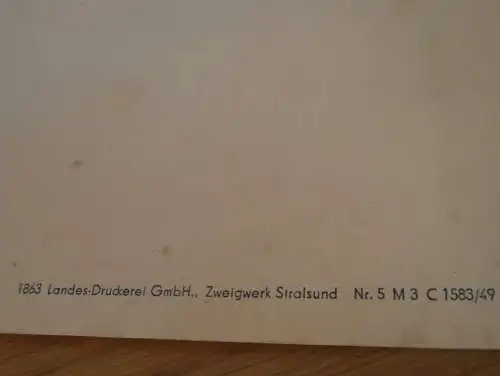 1863 Landes-Druckerei GmbH., Zweigwerk Stralsund Nr. 5 M 3 C 1583/49